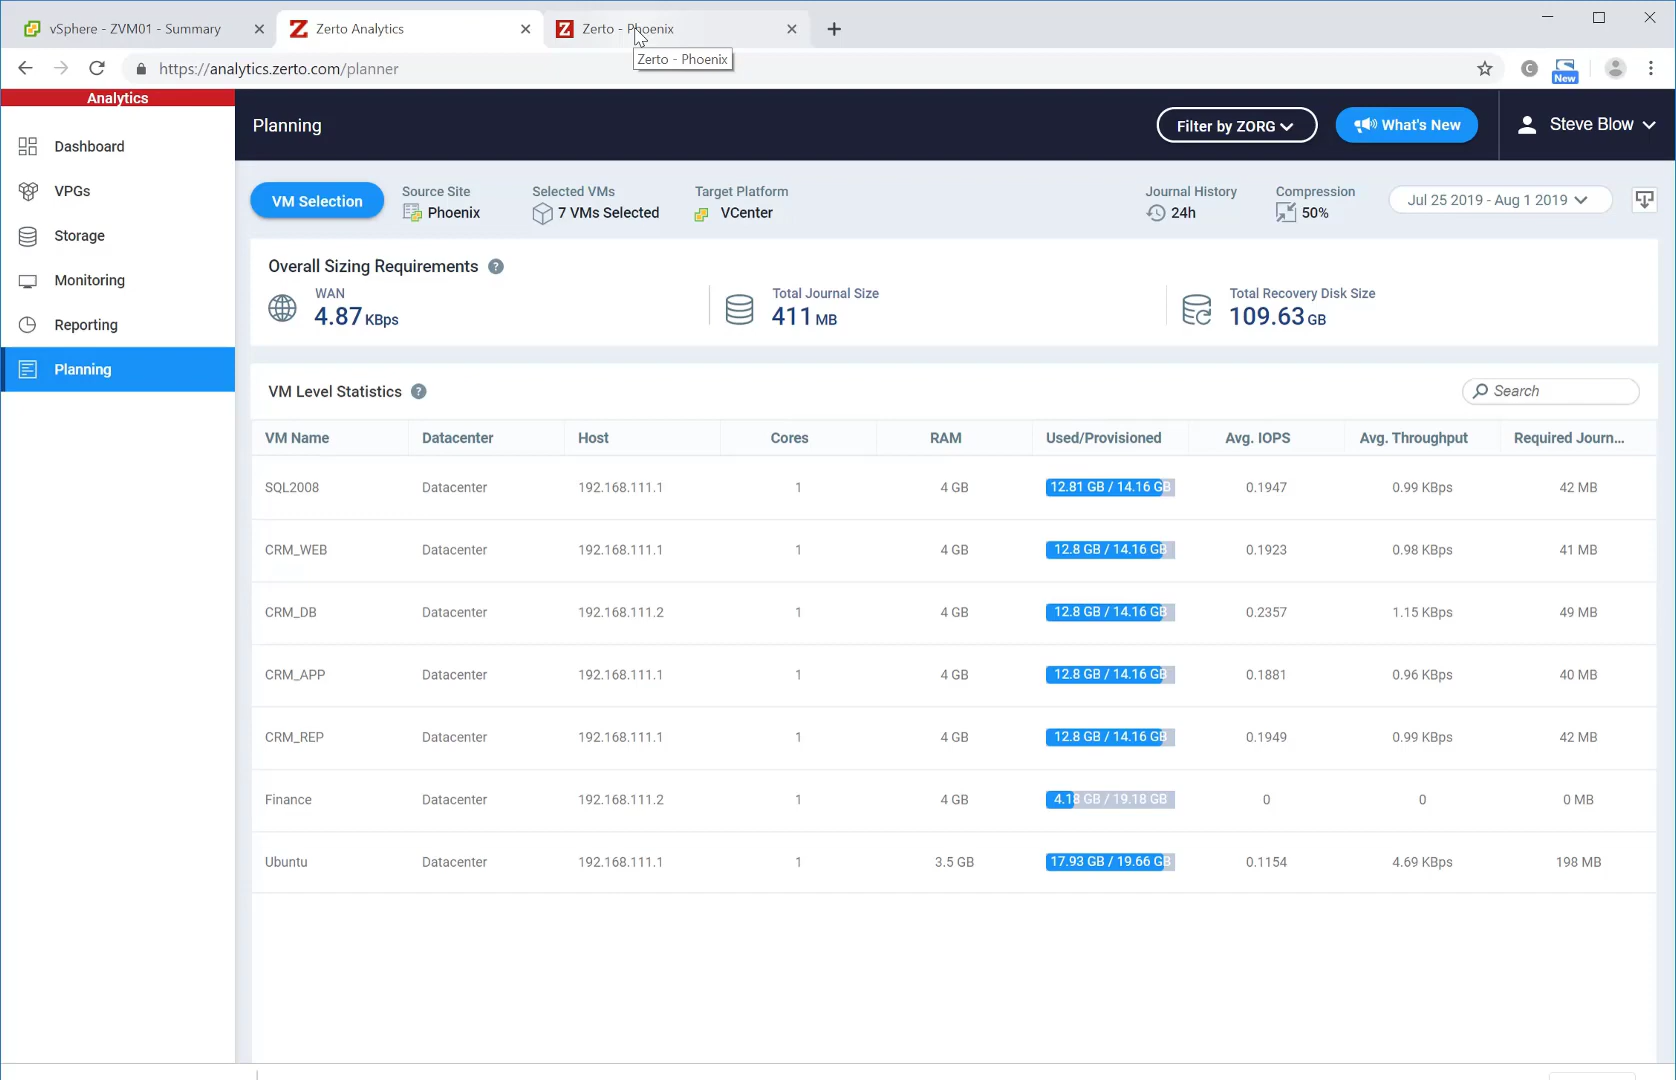 vSphere - ZVM01 - Summary
Zerto Analytics
Zerto - Phoenix
Zerto - Phoenix
https://analytics.zerto.com/planner
C
New
Analytics
Planning
Filter by ZORG
What's New
Steve Blow
Dashboard
VPGs
Storage
Monitoring
Reporting
Planning
VM Selection
Source Site
Phoenix
Selected VMs
7 VMs Selected
Target Platform
VCenter
Journal History
24h
Compression
50%
Jul 25 2019 - Aug 1 2019
Overall Sizing Requirements ?
WAN
4.87 KBps
Total Journal Size
411 MB
Total Recovery Disk Size
109.63 GB
VM Level Statistics ?
Search
VM Name Datacenter Host Cores RAM Used/Provisioned Avg. IOPS Avg. Throughput Required Journ...
SQL2008 Datacenter 192.168.111.1 1 4 GB 12.81 GB / 14.16 GB 0.1947 0.99 KBps 42 MB
CRM_WEB Datacenter 192.168.111.1 1 4 GB 12.8 GB / 14.16 GB 0.1923 0.98 KBps 41 MB
CRM_DB Datacenter 192.168.111.2 1 4 GB 12.8 GB / 14.16 GB 0.2357 1.15 KBps 49 MB
CRM_APP Datacenter 192.168.111.1 1 4 GB 12.8 GB / 14.16 GB 0.1881 0.96 KBps 40 MB
CRM_REP Datacenter 192.168.111.1 1 4 GB 12.8 GB / 14.16 GB 0.1949 0.99 KBps 42 MB
Finance Datacenter 192.168.111.2 1 4 GB 4.18 GB / 19.18 GB 0 0 0 MB
Ubuntu Datacenter 192.168.111.1 1 3.5 GB 17.93 GB / 19.66 GB 0.1154 4.69 KBps 198 MB